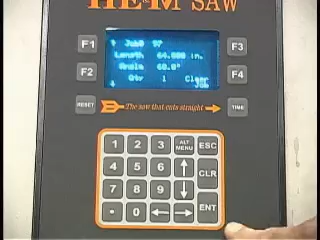 HE&M SAW
F1
Job# 97
F3
Length 64.000 in.
Angle 60.0°
F2
F4
Qty 1 Clear
Job
RESET
The saw that cuts straight
TIME
1 2 3 ALT MENU ESC
4 5 6 CLR
7 8 9
- 0 ENT